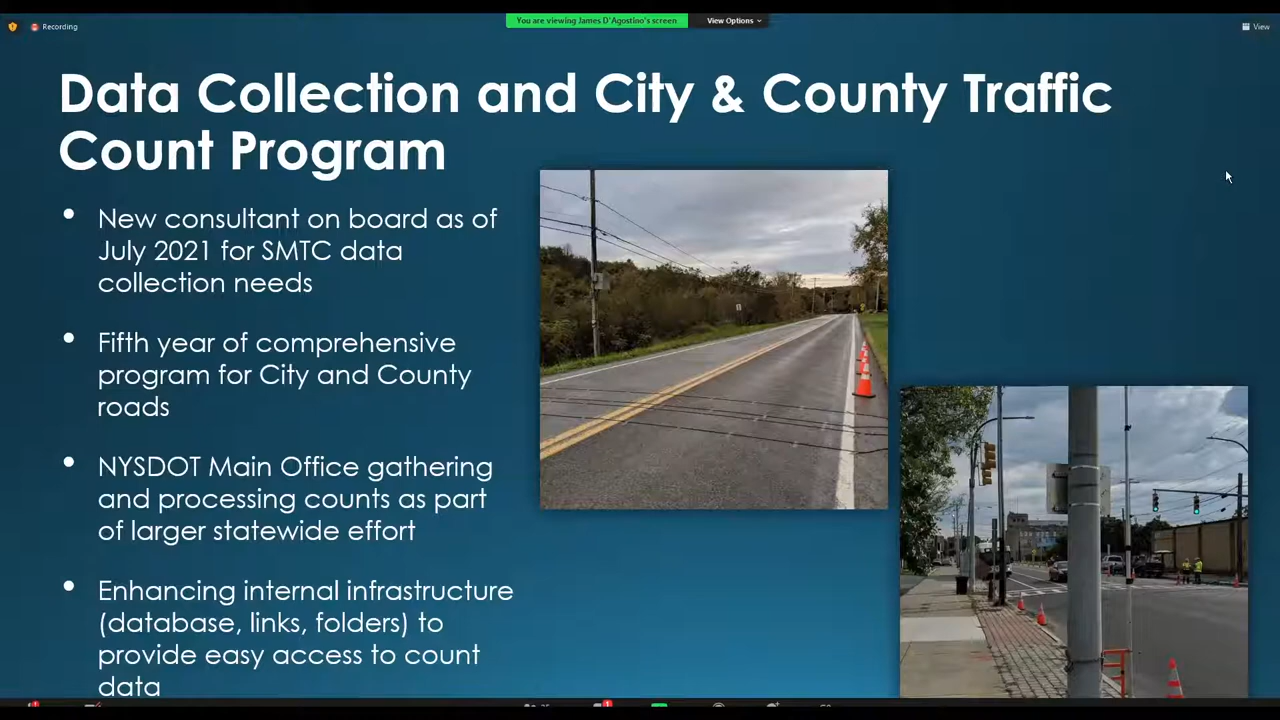 Recording
You are viewing James D'Agostino's screen
View Options
View
Data Collection and City & County Traffic
Count Program
• New consultant on board as of
July 2021 for SMTC data
collection needs
• Fifth year of comprehensive
program for City and County
roads
• NYSDOT Main Office gathering
and processing counts as part
of larger statewide effort
• Enhancing internal infrastructure
(database, links, folders) to
provide easy access to count
data